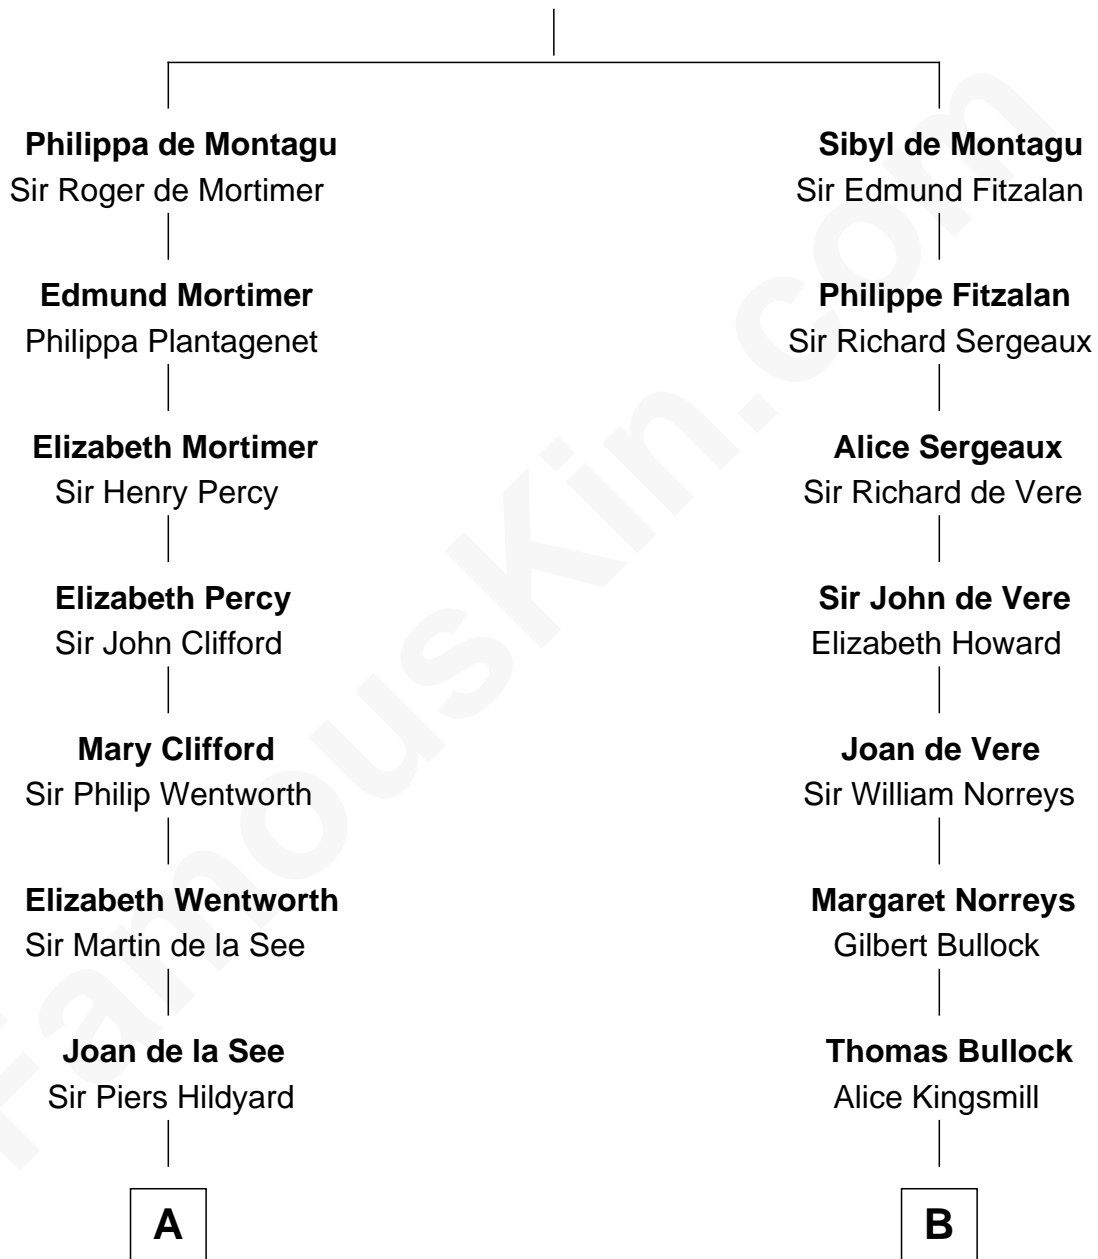 Philippa de Montagu
Sir Roger de Mortimer
Edmund Mortimer
Philippa Plantagenet
Elizabeth Mortimer
Sir Henry Percy
Elizabeth Percy
Sir John Clifford
Mary Clifford
Sir Philip Wentworth
Elizabeth Wentworth
Sir Martin de la See
Joan de la See
Sir Piers Hildyard
A
Sibyl de Montagu
Sir Edmund Fitzalan
Philippe Fitzalan
Sir Richard Sergeaux
Alice Sergeaux
Sir Richard de Vere
Sir John de Vere
Elizabeth Howard
Joan de Vere
Sir William Norreys
Margaret Norreys
Gilbert Bullock
Thomas Bullock
Alice Kingsmill
B
FamousKin.com